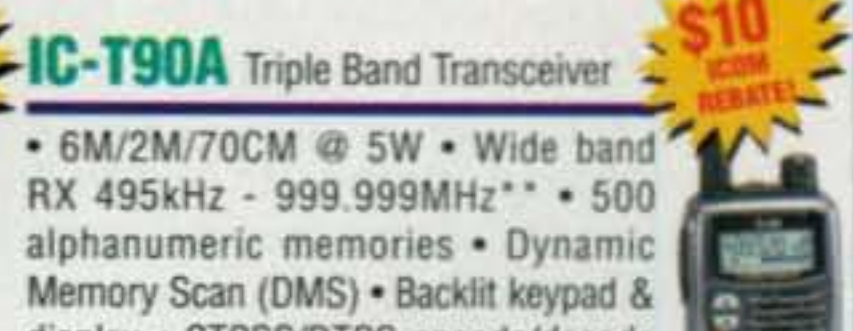 IC-T90A Triple Band Transceiver
$10
ICOM
REBATE!
• 6M/2M/70CM @ 5W • Wide band
RX 495kHz - 999.999MHz** • 500
alphanumeric memories • Dynamic
Memory Scan (DMS) • Backlit keypad &